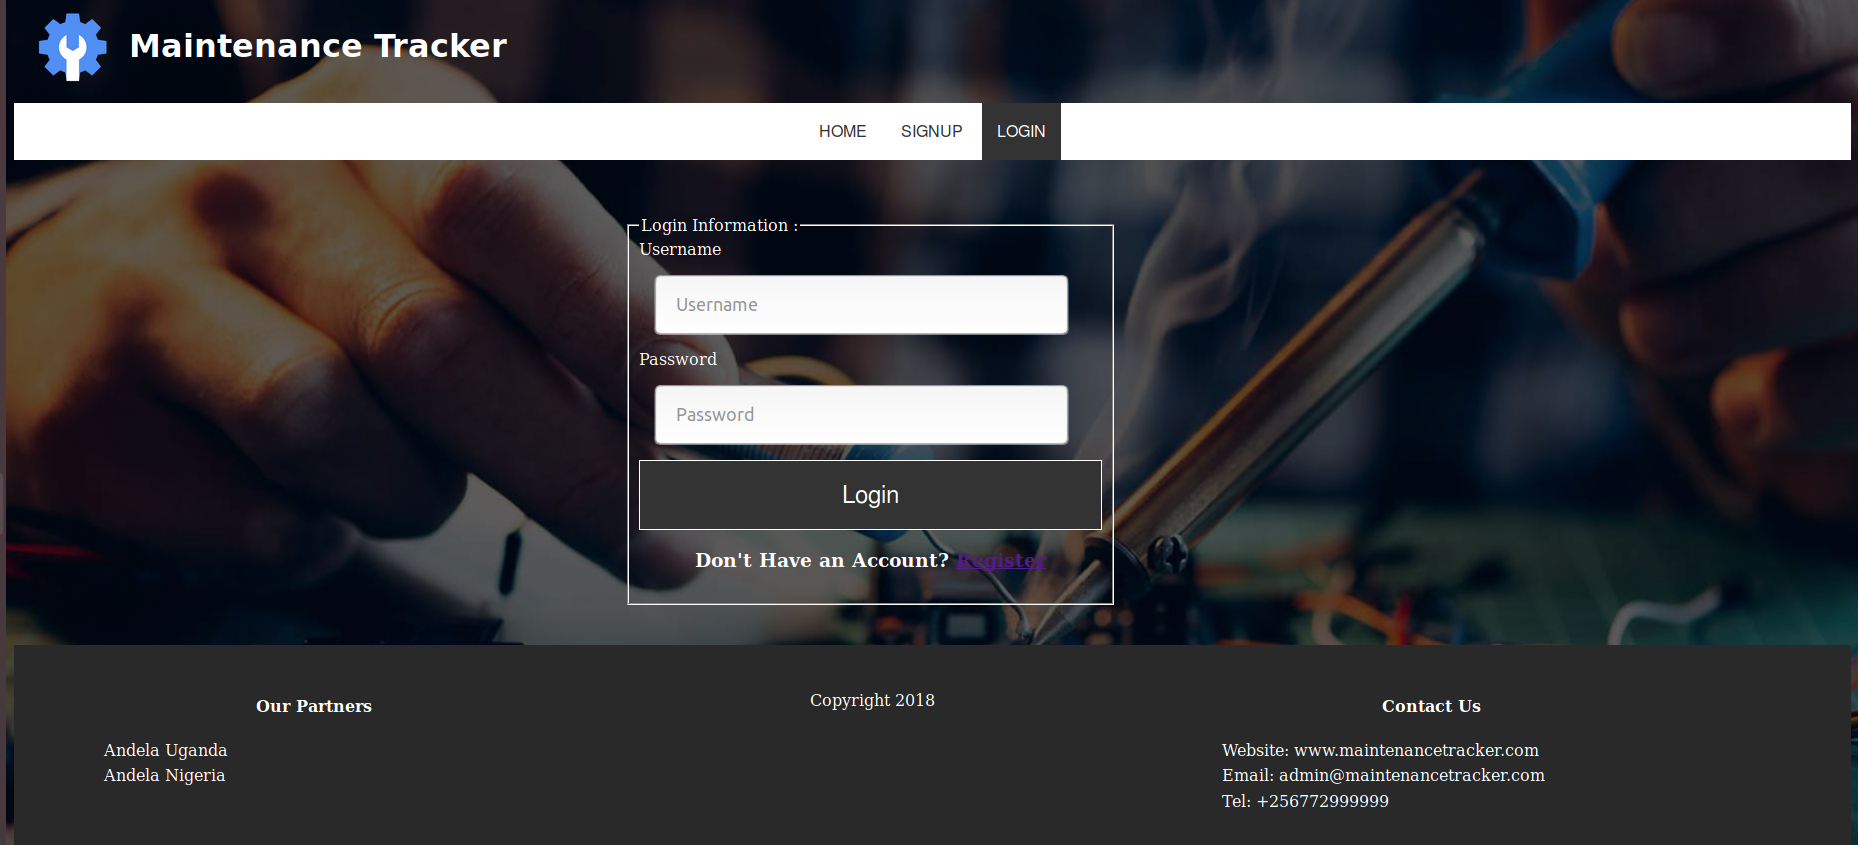 Maintenance Tracker
HOME SIGNUP LOGIN
Login Information :
Username
Username
Password
Password
Login
Don't Have an Account? Register
Our Partners
Andela Uganda
Andela Nigeria
Copyright 2018
Contact Us
Website: www.maintenancetracker.com
Email: admin@maintenancetracker.com
Tel: +256772999999